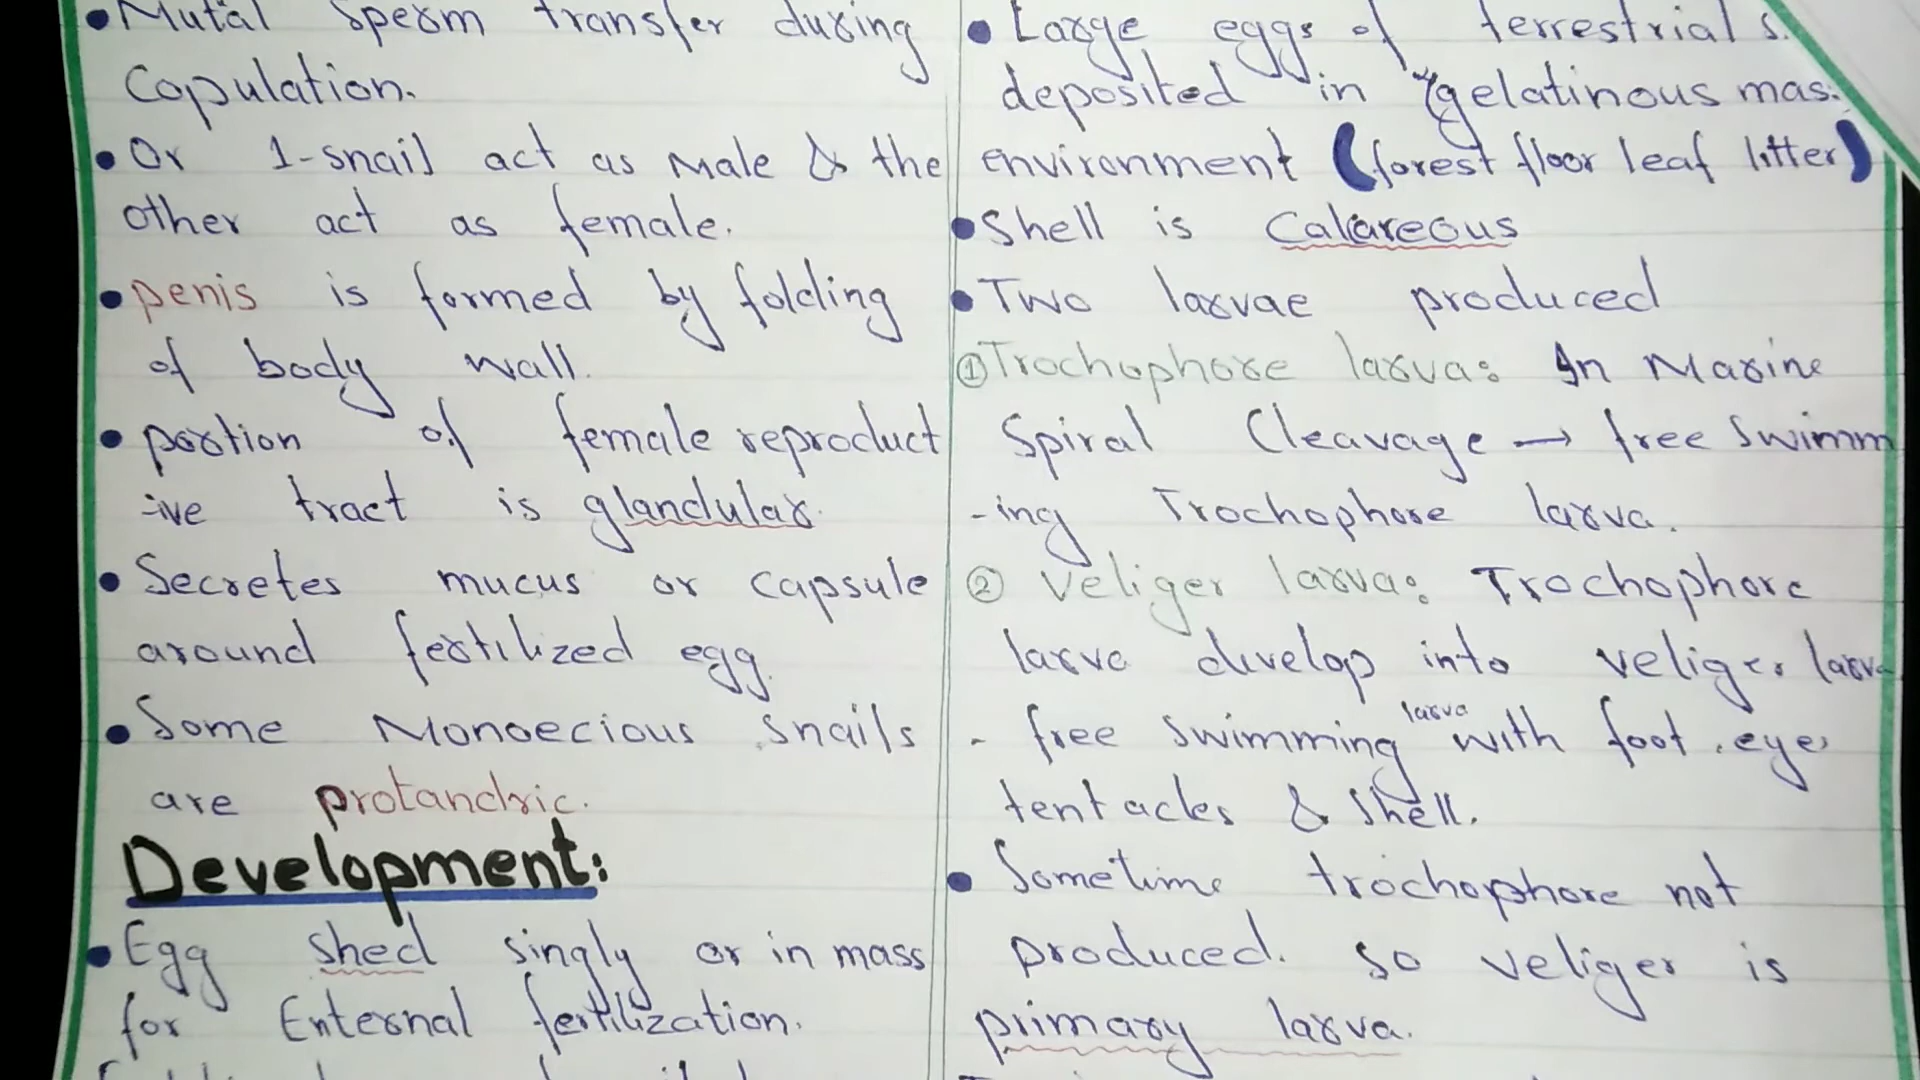 • Mutal Sperm transfer during
Copulation.
• Or 1-snail act as Male & the
other act as female.
• penis is formed by folding
of body wall.
• portion of female reproduct
-ive tract is glandular.
• Secretes mucus or capsule
around fertilized egg.
• Some Monoecious snails
are protandric.
Development:
• Egg shed singly or in mass
for External fertilization.
• Large eggs of terrestrial s.
deposited in gelatinous mas.
environment (forest floor leaf litter)
• Shell is Calcareous
• Two larvae produced
① Trochophore larva: In Marine
Spiral Cleavage → free Swimm
-ing Trochophore larva.
② Veliger larva: Trochophore
larva develop into veliger larva
- free swimming larva with foot, eye,
tentacles & Shell.
• Sometime trochophore not
produced. so veliger is
primary larva.